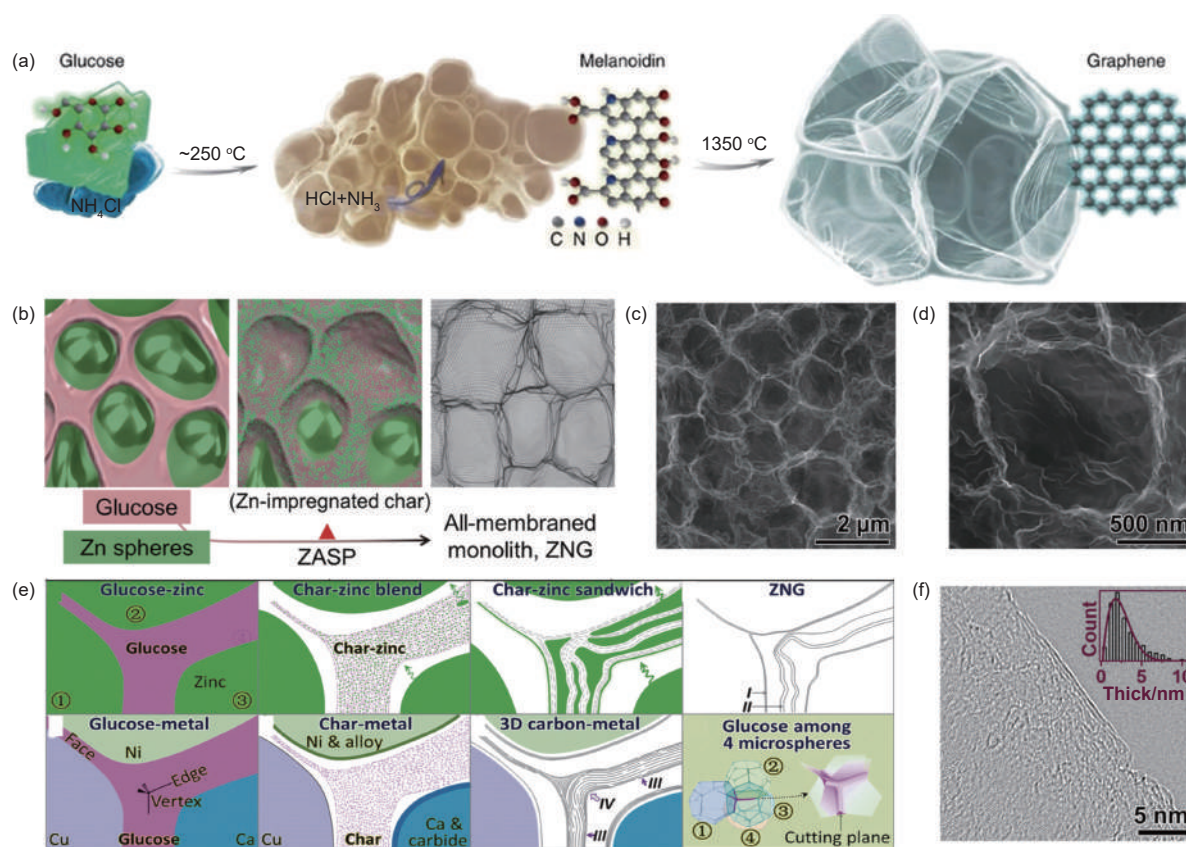 (a)
Glucose
NH4Cl
~250 °C
HCl+NH3
Melanoidin
C N O H
1350 °C
Graphene
(b)
Glucose
Zn spheres
(Zn-impregnated char)
ZASP
All-membraned
monolith, ZNG
(c)
2 μm
(d)
500 nm
(e)
Glucose-zinc
②
Glucose
①
Zinc
③
Char-zinc blend
Char-zinc
Char-zinc sandwich
ZNG
I
II
Glucose-metal
Ni
Face
Edge
Vertex
Cu
Glucose
Ca
Char-metal
Ni & alloy
Cu
Char
Ca &
carbide
3D carbon-metal
III
IV
III
Glucose among
4 microspheres
②
①
③
④
Cutting plane
(f)
Count
0 5 10
Thick/nm
5 nm